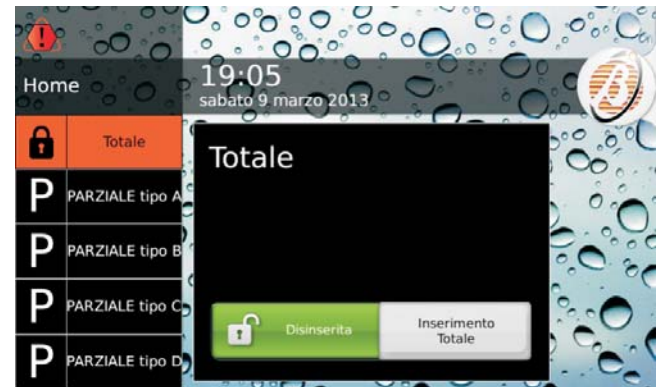 Home
19:05
sabato 9 marzo 2013
Totale
P PARZIALE tipo A
P PARZIALE tipo B
P PARZIALE tipo C
P PARZIALE tipo D
Totale
Disinserita
Inserimento
Totale